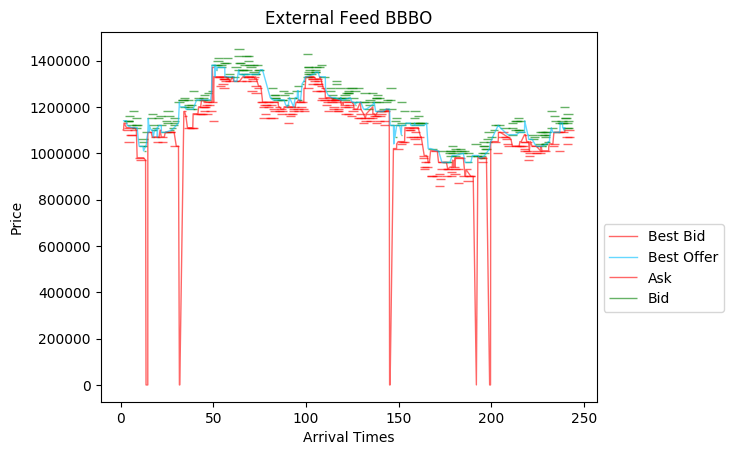 External Feed BBBO
Price
1400000
1200000
1000000
800000
600000
400000
200000
0
0
50
100
150
200
250
Arrival Times
Best Bid
Best Offer
Ask
Bid